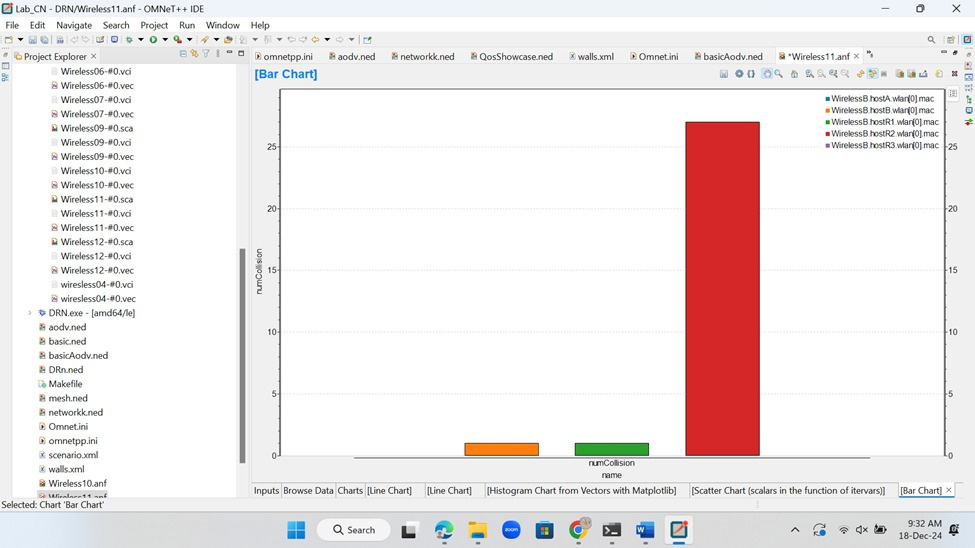 Lab_CN - DRN/Wireless11.anf - OMNeT++ IDE
File Edit Navigate Search Project Run Window Help
Project Explorer
omnetpp.ini aodv.ned networkk.ned QosShowcase.ned walls.xml Omnet.ini basicAodv.ned *Wireless11.anf
Wireless06-#0.vci
Wireless06-#0.vec
Wireless07-#0.vci
Wireless07-#0.vec
Wireless09-#0.sca
Wireless09-#0.vci
Wireless09-#0.vec
Wireless10-#0.vci
Wireless10-#0.vec
Wireless11-#0.sca
Wireless11-#0.vci
Wireless11-#0.vec
Wireless12-#0.sca
Wireless12-#0.vci
Wireless12-#0.vec
wiresless04-#0.vci
wiresless04-#0.vec
DRN.exe - [amd64/le]
aodv.ned
basic.ned
basicAodv.ned
DRn.ned
Makefile
mesh.ned
networkk.ned
Omnet.ini
omnetpp.ini
scenario.xml
walls.xml
Wireless10.anf
Wireless11.anf
[Bar Chart]
WirelessB.hostA.wlan[0].mac
WirelessB.hostB.wlan[0].mac
WirelessB.hostR1.wlan[0].mac
WirelessB.hostR2.wlan[0].mac
WirelessB.hostR3.wlan[0].mac
25 25
20 20
15 15
10 10
5 5
0 0
numCollision
numCollision
name
Inputs Browse Data Charts [Line Chart] [Line Chart] [Histogram Chart from Vectors with Matplotlib] [Scatter Chart (scalars in the function of itervars)] [Bar Chart]
Selected: Chart 'Bar Chart'
Search
zoom
9:32 AM
18-Dec-24